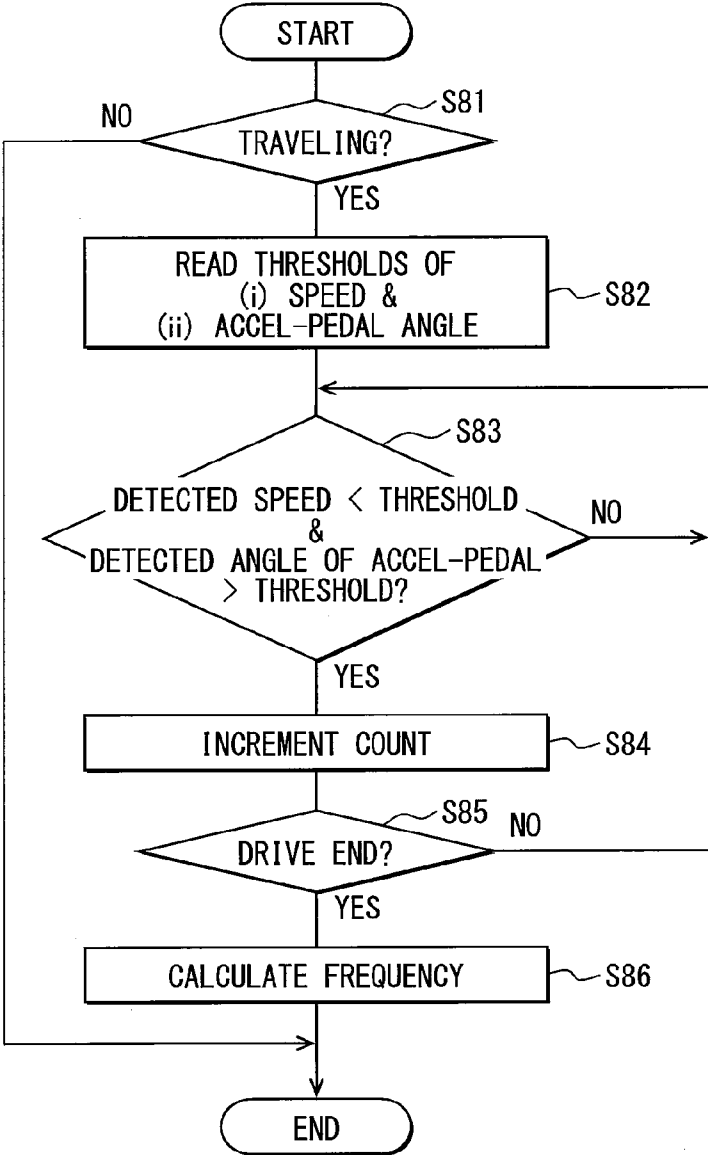 START
S81
NO
TRAVELING?
YES
READ THRESHOLDS OF
(i) SPEED &
(ii) ACCEL-PEDAL ANGLE
S82
S83
DETECTED SPEED < THRESHOLD
&
DETECTED ANGLE OF ACCEL-PEDAL
> THRESHOLD?
NO
YES
INCREMENT COUNT
S84
S85
DRIVE END?
NO
YES
CALCULATE FREQUENCY
S86
END